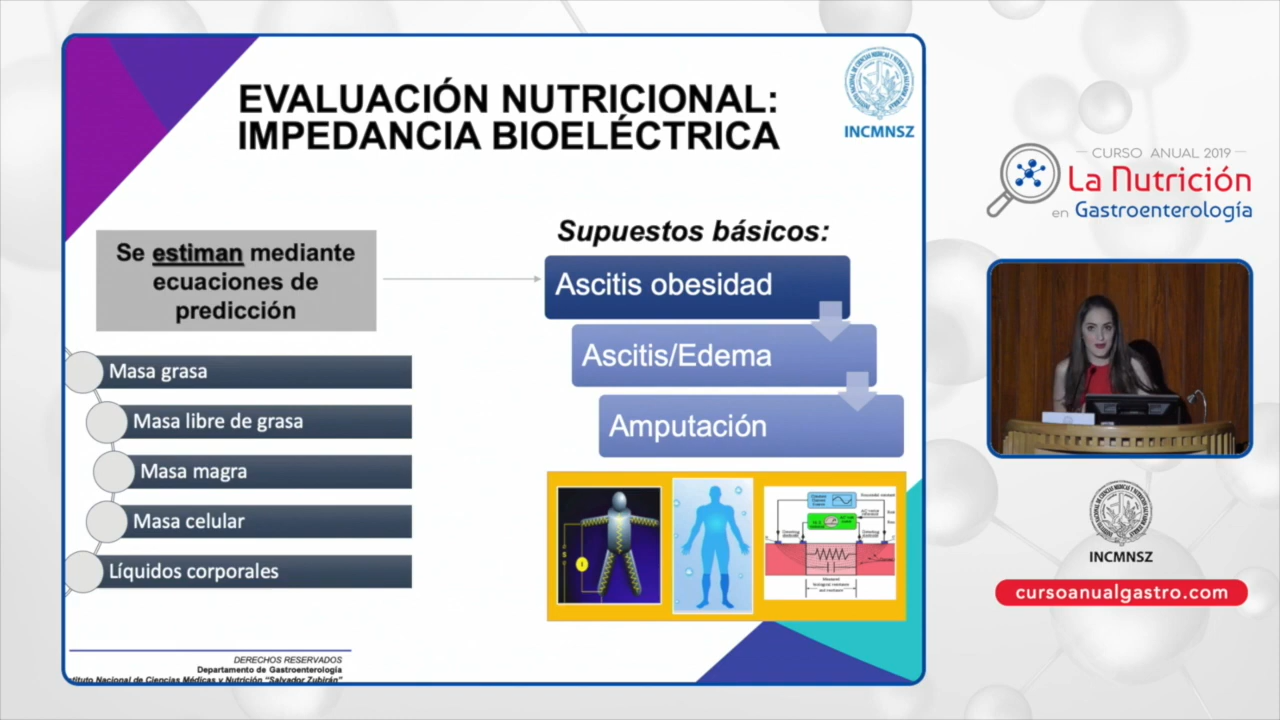 EVALUACIÓN NUTRICIONAL:
IMPEDANCIA BIOELÉCTRICA
INCMNSZ
Se estiman mediante
ecuaciones de
predicción
Masa grasa
Masa libre de grasa
Masa magra
Masa celular
Líquidos corporales
Supuestos básicos:
Ascitis obesidad
Ascitis/Edema
Amputación
DERECHOS RESERVADOS
Departamento de Gastroenterología
tituto Nacional de Ciencias Médicas y Nutrición "Salvador Zubirán"
CURSO ANUAL 2019
La Nutrición
en Gastroenterología
INCMNSZ
cursoanualgastro.com